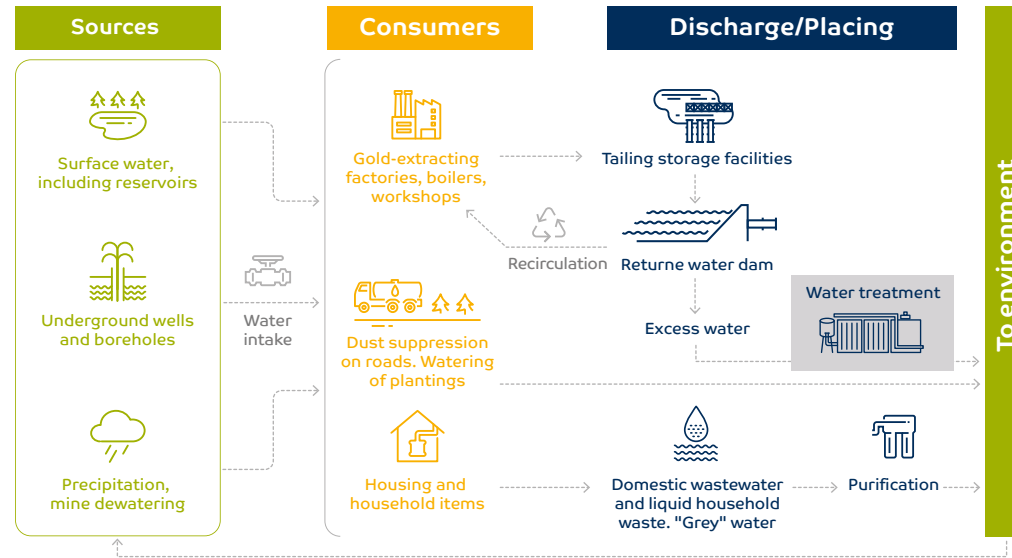 Sources
Consumers
Discharge/Placing
Surface water,
including reservoirs
Underground wells
and boreholes
Precipitation,
mine dewatering
Water
intake
Gold-extracting
factories, boilers,
workshops
Dust suppression
on roads. Watering
of plantings
Housing and
household items
Recirculation
Tailing storage facilities
Returne water dam
Excess water
Water treatment
Domestic wastewater
and liquid household
waste. "Grey" water
Purification
To environment